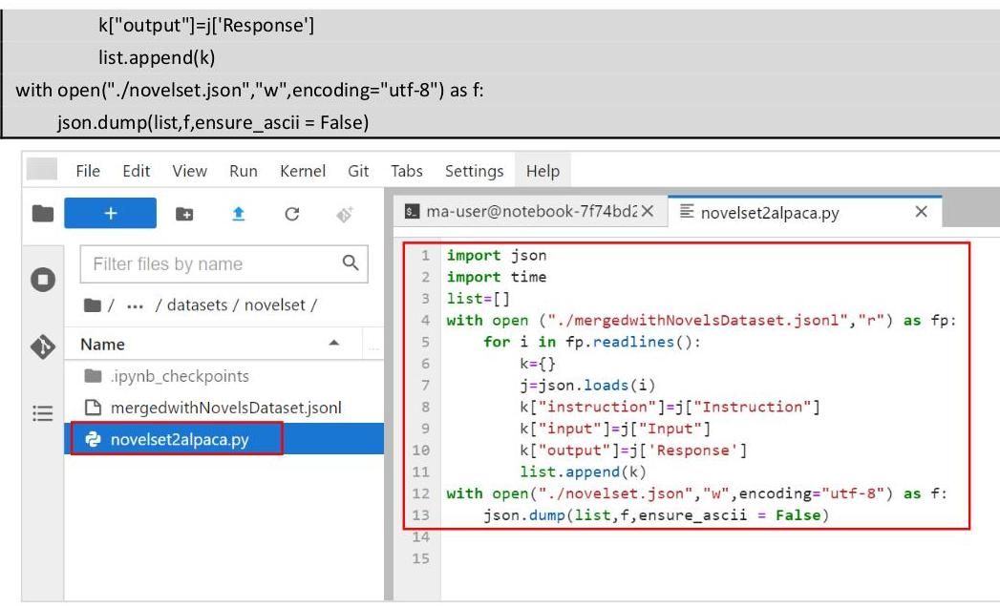 k["output"]=j['Response']
list.append(k)
with open("./novelset.json","w",encoding="utf-8") as f:
json.dump(list,f,ensure_ascii = False)
File Edit View Run Kernel Git Tabs Settings Help
+
ma-user@notebook-7f74bd2
novelset2alpaca.py
Filter files by name
/ ··· / datasets / novelset /
Name
...
.ipynb_checkpoints
mergedwithNovelsDataset.jsonl
novelset2alpaca.py
1 import json
2 import time
3 list=[]
4 with open ("./mergedwithNovelsDataset.jsonl","r") as fp:
5 for i in fp.readlines():
6 k={}
7 j=json.loads(i)
8 k["instruction"]=j["Instruction"]
9 k["input"]=j["Input"]
10 k["output"]=j['Response']
11 list.append(k)
12 with open("./novelset.json","w",encoding="utf-8") as f:
13 json.dump(list,f,ensure_ascii = False)
14
15